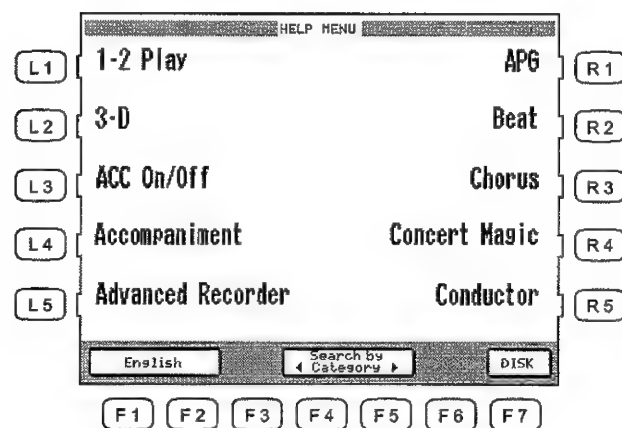 HELP MENU
L1 1-2 Play APG R1
L2 3-D Beat R2
L3 ACC On/Off Chorus R3
L4 Accompaniment Concert Magic R4
L5 Advanced Recorder Conductor R5
English Search by DISK
◀ Category ▶
F1 F2 F3 F4 F5 F6 F7